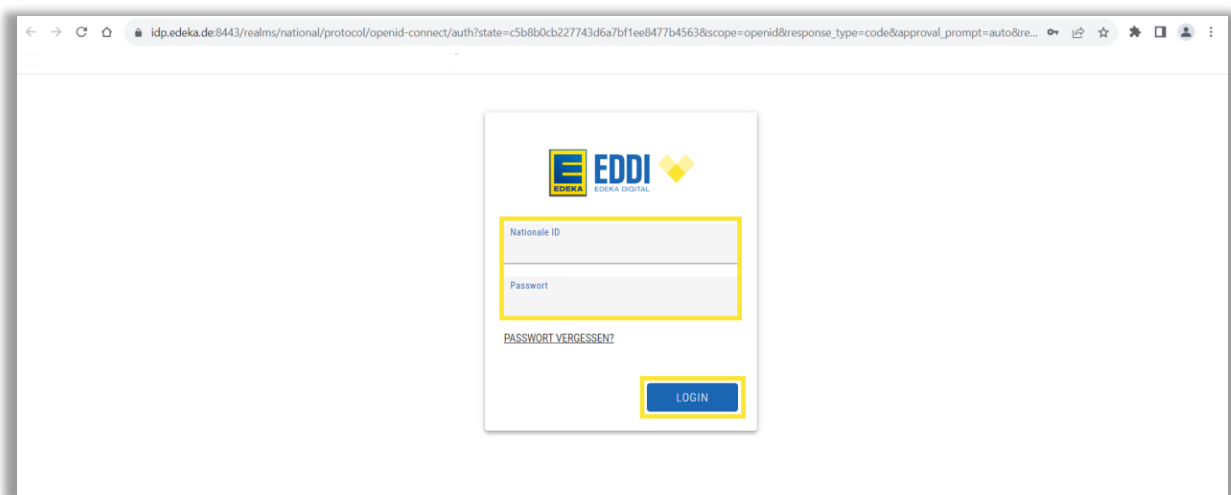 idp.edeka.de:8443/realms/national/protocol/openid-connect/auth?state=c5b8b0cb227743d6a7bf1ee8477b4563&scope=openid&response_type=code&approval_prompt=auto&re...
EDEKA
EDDI
EDEKA DIGITAL
Nationale ID
Passwort
PASSWORT VERGESSEN?
LOGIN